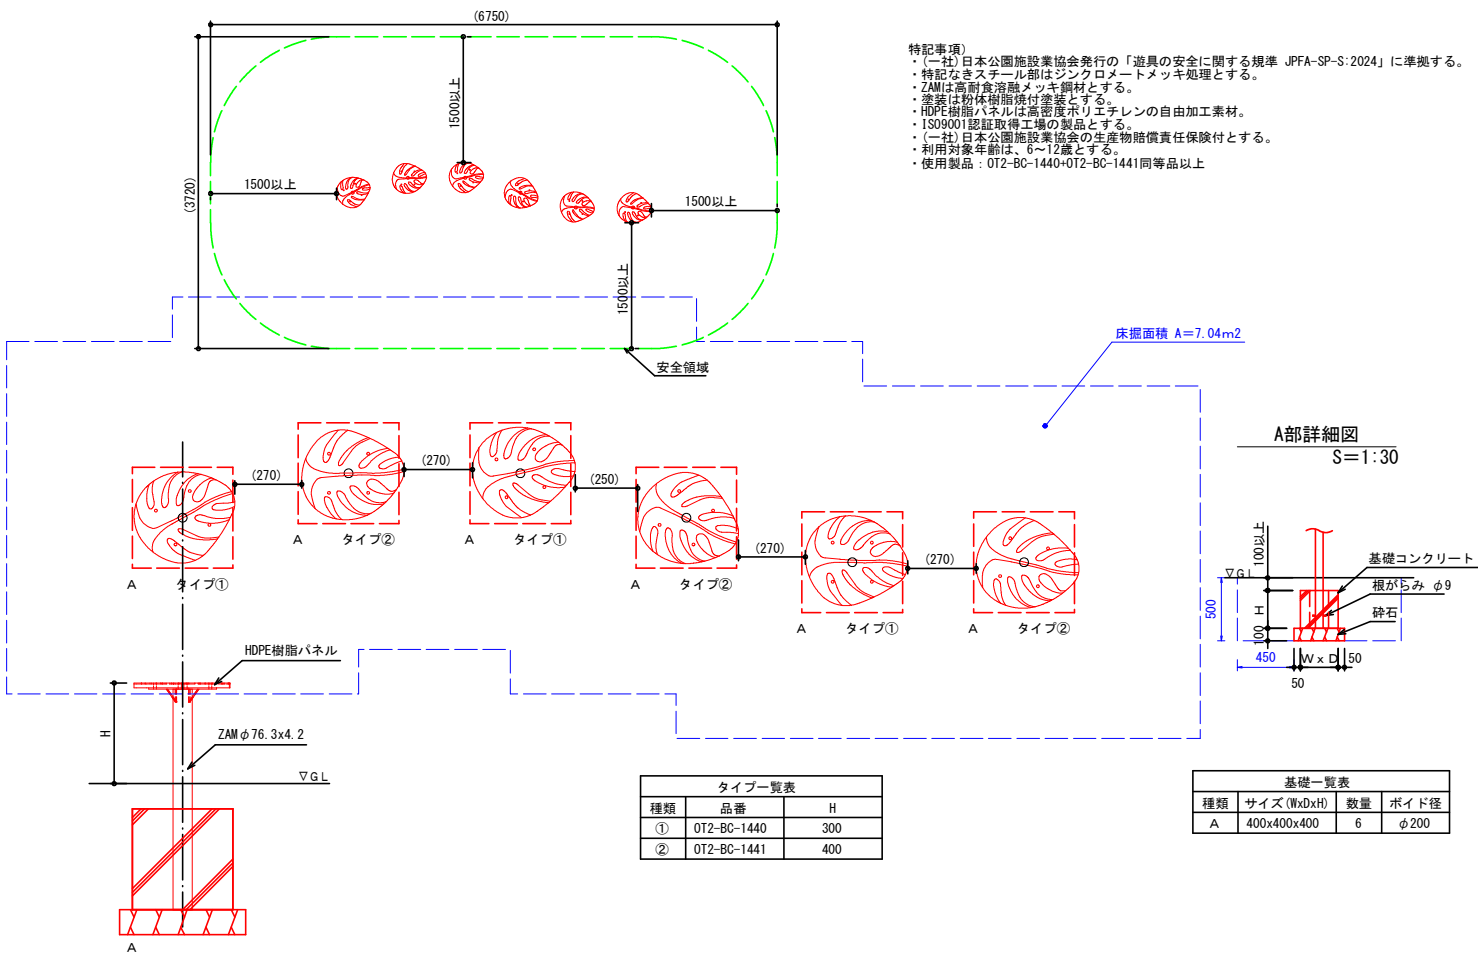 (6750)
(3720)
1500以上
1500以上
1500以上
1500以上
安全領域
特記事項)
・(一社)日本公園施設業協会発行の「遊具の安全に関する規準 JPFA-SP-S:2024」に準拠する。
・特記なきスチール部はジンクロメートメッキ処理とする。
・ZAMは高耐食溶融メッキ鋼材とする。
・塗装は粉体樹脂焼付塗装とする。
・HDPE樹脂パネルは高密度ポリエチレンの自由加工素材。
・ISO9001認証取得工場の製品とする。
・(一社)日本公園施設業協会の生産物賠償責任保険付とする。
・利用対象年齢は、6～12歳とする。
・使用製品：OT2-BC-1440+OT2-BC-1441同等品以上
床掘面積 A＝7.04m2
(270)
(270)
(250)
(270)
(270)
A タイプ①
A タイプ②
A タイプ①
A タイプ②
A タイプ①
A タイプ②
HDPE樹脂パネル
H
ZAMφ76.3x4.2
▽GL
A
A部詳細図
S＝1:30
100以上
▽GL
基礎コンクリート
根がらみ φ9
砕石
500
H
100
450
W x D
50
50
タイプ一覧表
種類 品番 H
① OT2-BC-1440 300
② OT2-BC-1441 400
基礎一覧表
種類 サイズ(WxDxH) 数量 ボイド径
A 400x400x400 6 φ200